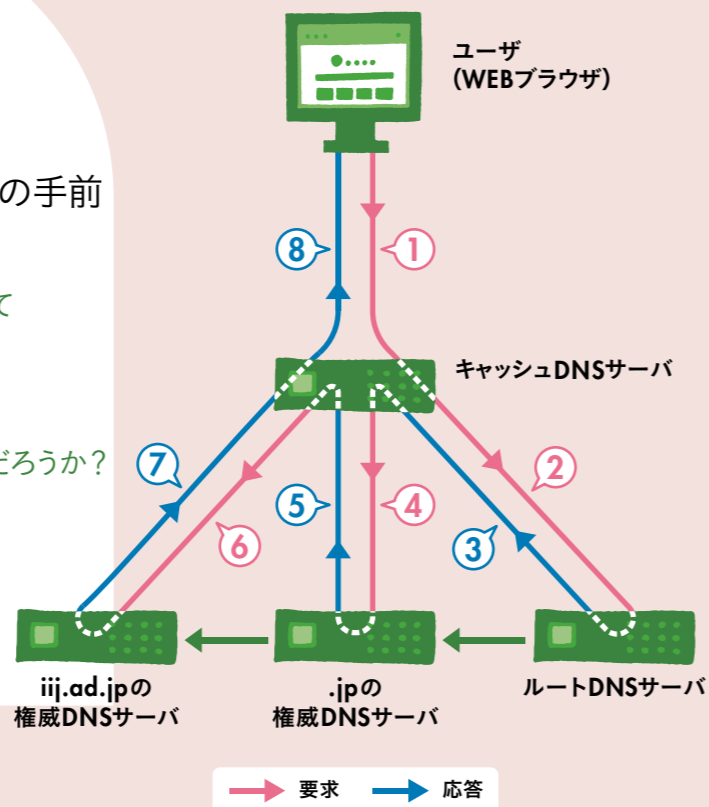 ユーザ
(WEBブラウザ)
の手前
8
1
て
キャッシュDNSサーバ
だろうか？
7
6
5
4
3
2
iij.ad.jpの
権威DNSサーバ
.jpの
権威DNSサーバ
ルートDNSサーバ
要求
応答